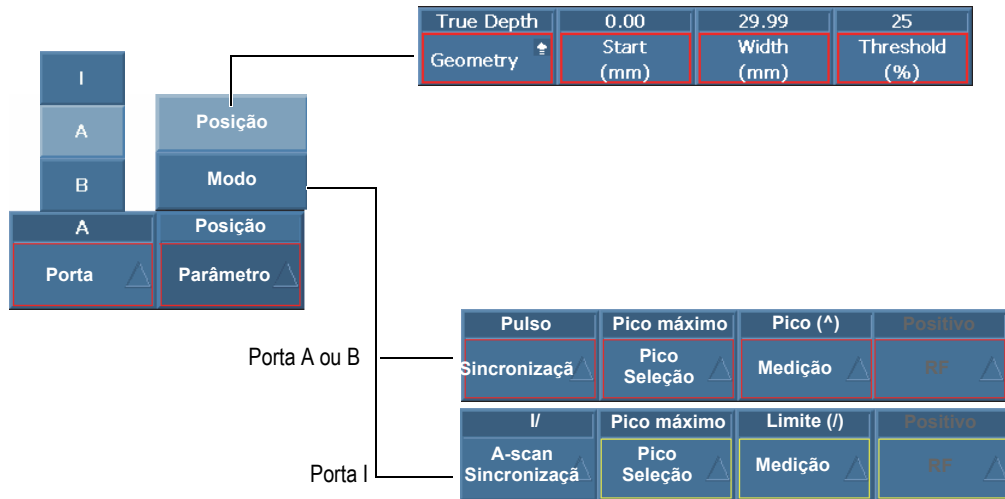 True Depth 0.00 29.99 25
Geometry Start (mm) Width (mm) Threshold (%)
I
A
B
Posição
Modo
A Posição
Porta Parâmetro
Porta A ou B
Pulso Pico máximo Pico (^) Positivo
Sincronizaçã Pico Seleção Medição RF
Porta I
I/ Pico máximo Limite (/) Positivo
A-scan Sincronizaçã Pico Seleção Medição RF